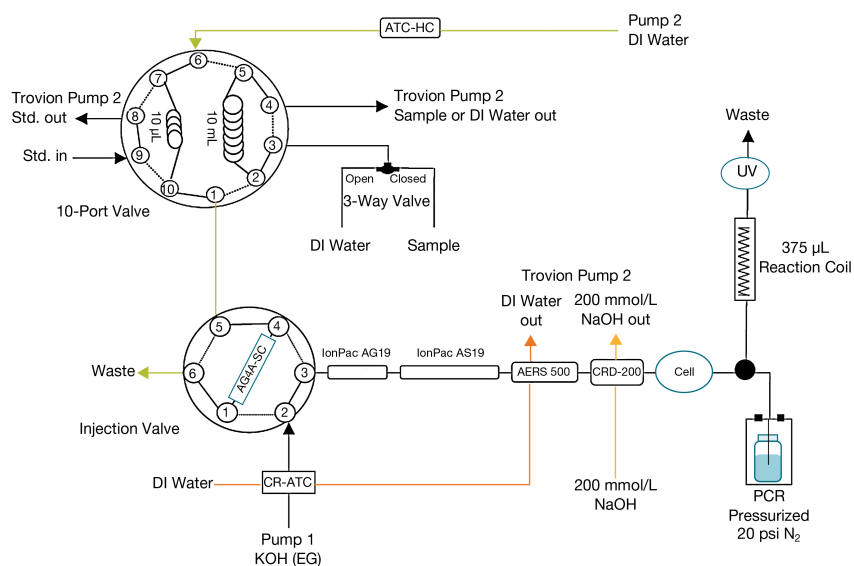 ATC-HC
Pump 2
DI Water
6
5
7
4
8
3
9
2
10
1
10 µL
10 mL
Trovion Pump 2
Std. out
Std. in
10-Port Valve
Trovion Pump 2
Sample or DI Water out
Open
Closed
3-Way Valve
DI Water
Sample
Waste
UV
375 µL
Reaction Coil
Trovion Pump 2
DI Water
out
200 mmol/L
NaOH out
5
4
6
3
1
2
AG4A-SC
Waste
Injection Valve
IonPac AG19
IonPac AS19
AERS 500
CRD-200
Cell
DI Water
CR-ATC
200 mmol/L
NaOH
PCR
Pressurized
20 psi N₂
Pump 1
KOH (EG)